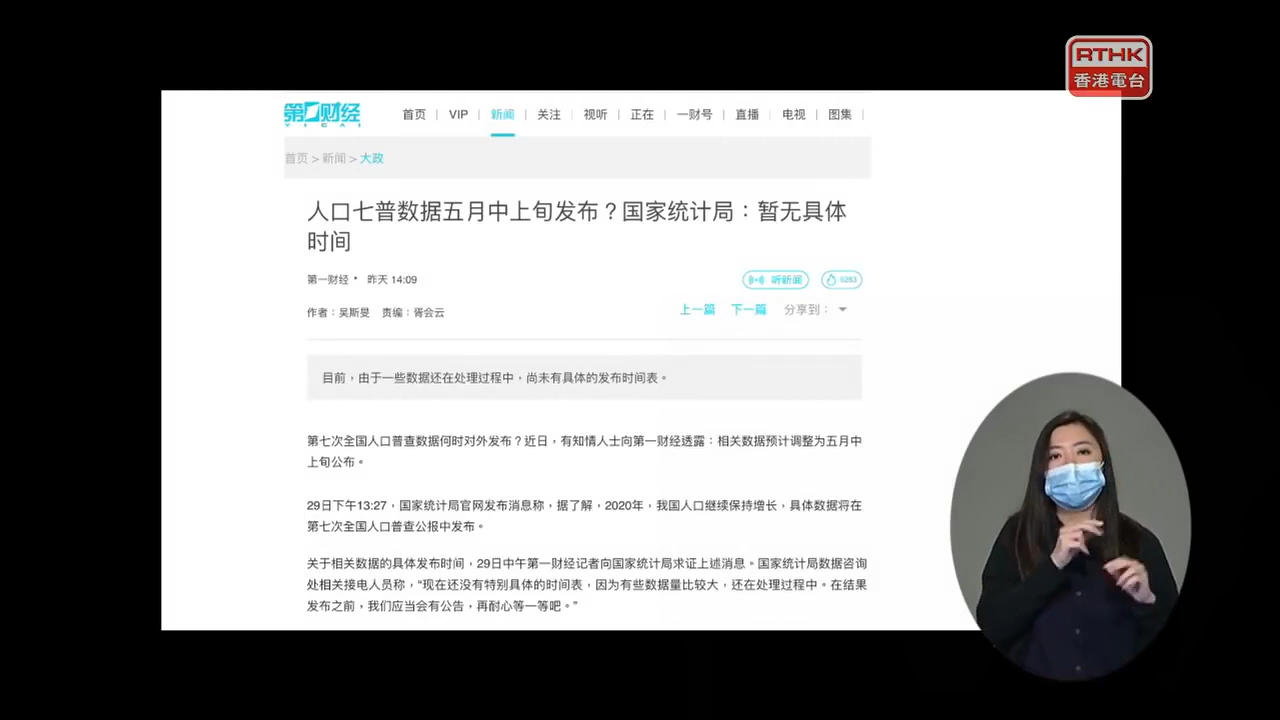 RTHK
香港電台
第一财经
YICAI
首页 | VIP | 新闻 | 关注 | 视听 | 正在 | 一财号 | 直播 | 电视 | 图集 |
首页 > 新闻 > 大政
人口七普数据五月中上旬发布？国家统计局：暂无具体
时间
第一财经 • 昨天 14:09
听新闻
作者：吴斯旻 责编：胥会云
上一篇 下一篇 分享到：
目前，由于一些数据还在处理过程中，尚未有具体的发布时间表。
第七次全国人口普查数据何时对外发布？近日，有知情人士向第一财经透露：相关数据预计调整为五月中
上旬公布。
29日下午13:27，国家统计局官网发布消息称，据了解，2020年，我国人口继续保持增长，具体数据将在
第七次全国人口普查公报中发布。
关于相关数据的具体发布时间，29日中午第一财经记者向国家统计局求证上述消息。国家统计局数据咨询
处相关接电人员称，“现在还没有特别具体的时间表，因为有些数据量比较大，还在处理过程中。在结果
发布之前，我们应当会有公告，再耐心等一等吧。”